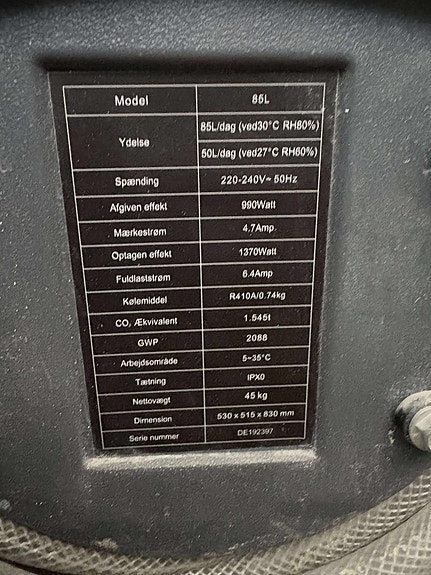 Model 85L
Ydelse 85L/dag (ved30°C RH80%)
50L/dag (ved27°C RH60%)
Spænding 220-240V~ 50Hz
Afgiven effekt 990Watt
Mærkestrøm 4.7Amp
Optagen effekt 1370Watt
Fuldlaststrøm 6.4Amp
Kølemiddel R410A/0.74kg
CO₂ Ækvivalent 1.545t
GWP 2088
Arbejdsområde 5~35°C
Tætning IPX0
Nettovægt 45 kg
Dimension 530 x 515 x 830 mm
Serie nummer DE192397